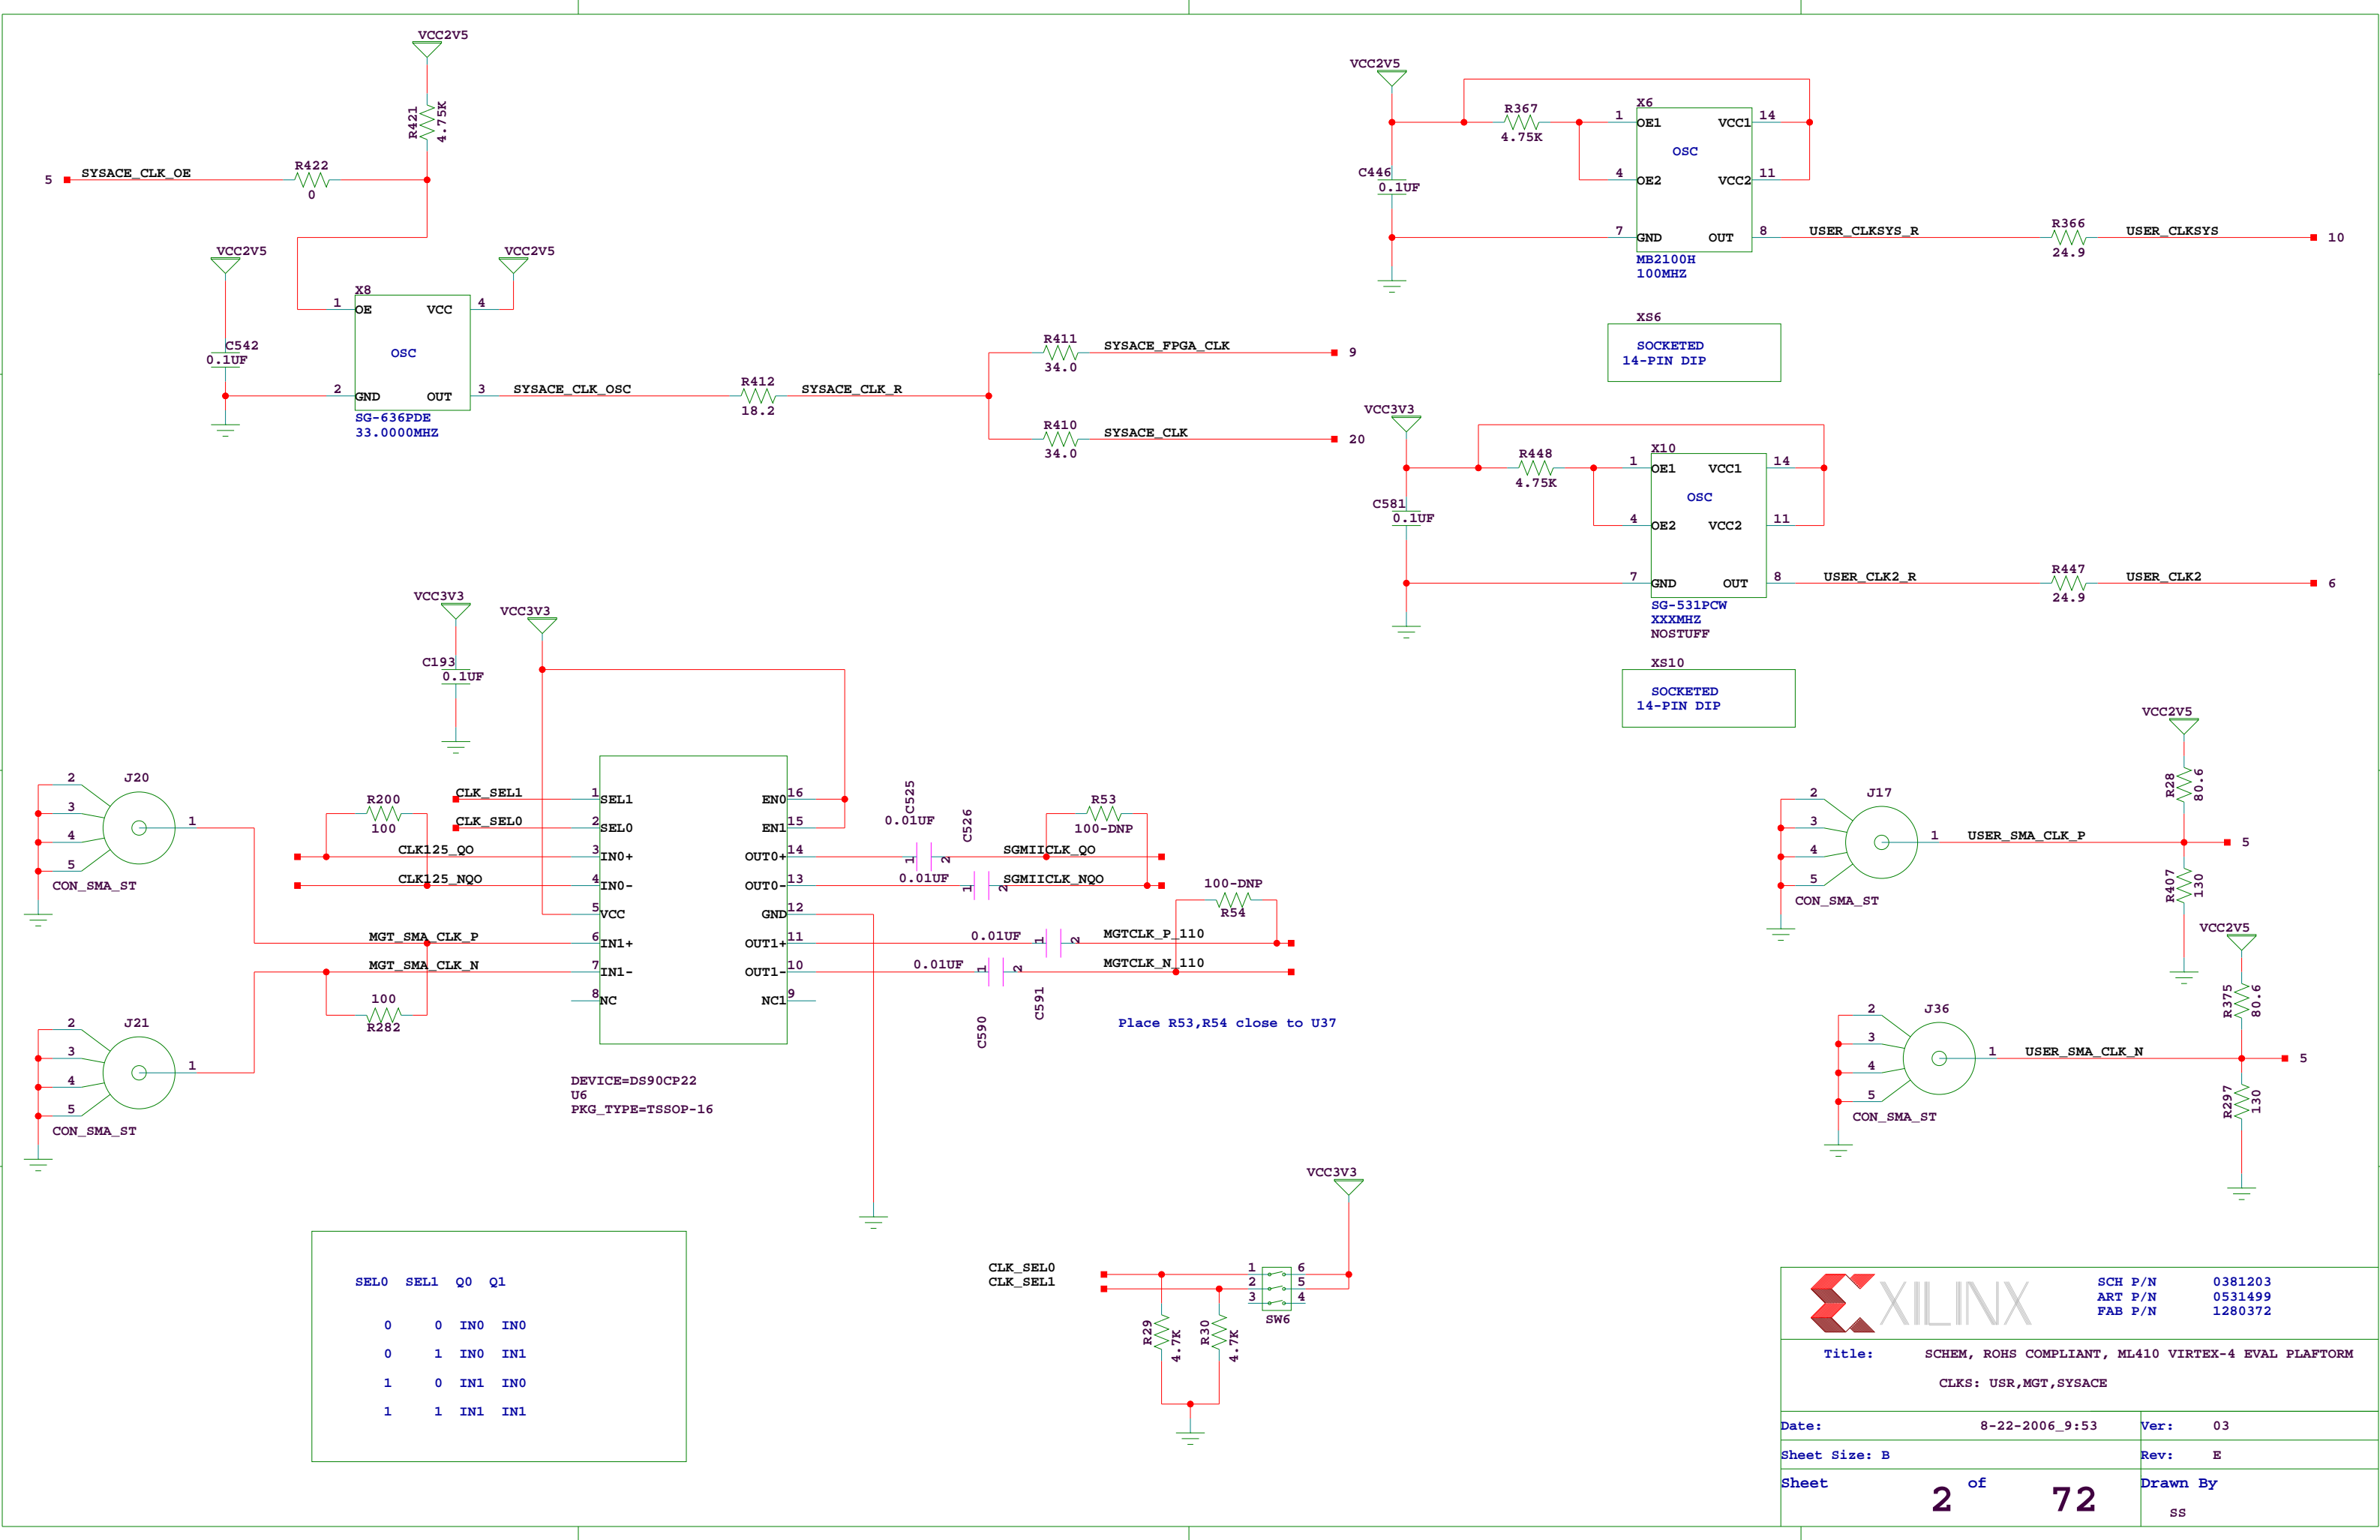 VCC2V5
R421
4.75K
5 SYSACE_CLK_OE
R422
0
VCC2V5
VCC2V5
C542
0.1UF
X8
1 OE VCC 4
OSC
2 GND OUT 3
SG-636PDE
33.0000MHZ
SYSACE_CLK_OSC
R412
18.2
SYSACE_CLK_R
R411
34.0
SYSACE_FPGA_CLK 9
R410
34.0
SYSACE_CLK 20
VCC2V5
R367
4.75K
C446
0.1UF
X6
1 OE1 VCC1 14
OSC
4 OE2 VCC2 11
7 GND OUT 8
MB2100H
100MHZ
USER_CLKSYS_R
R366
24.9
USER_CLKSYS 10
XS6
SOCKETED
14-PIN DIP
VCC3V3
R448
4.75K
C581
0.1UF
X10
1 OE1 VCC1 14
OSC
4 OE2 VCC2 11
7 GND OUT 8
SG-531PCW
XXXMHZ
NOSTUFF
USER_CLK2_R
R447
24.9
USER_CLK2 6
XS10
SOCKETED
14-PIN DIP
VCC3V3
C193
0.1UF
VCC3V3
J20
2
3
4
5
1
CON_SMA_ST
J21
2
3
4
5
1
CON_SMA_ST
R200
100
CLK_SEL1
CLK_SEL0
CLK125_QO
CLK125_NQO
MGT_SMA_CLK_P
MGT_SMA_CLK_N
100
R282
1 SEL1 EN0 16
2 SEL0 EN1 15
3 IN0+ OUT0+ 14
4 IN0- OUT0- 13
5 VCC GND 12
6 IN1+ OUT1+ 11
7 IN1- OUT1- 10
8 NC NC1 9
DEVICE=DS90CP22
U6
PKG_TYPE=TSSOP-16
C525
0.01UF
1 2
C526
0.01UF
1 2
R53
100-DNP
SGMIICLK_QO
SGMIICLK_NQO
100-DNP
R54
0.01UF
1 2
MGTCLK_P_110
0.01UF
1 2
MGTCLK_N_110
C591
C590
Place R53,R54 close to U37
VCC2V5
R28
80.6
J17
2
3
4
5
1
CON_SMA_ST
USER_SMA_CLK_P 5
R407
130
VCC2V5
R375
80.6
J36
2
3
4
5
1
CON_SMA_ST
USER_SMA_CLK_N 5
R297
130
VCC3V3
CLK_SEL0
CLK_SEL1
1 6
2 5
3 4
SW6
R29
4.7K
R30
4.7K
SEL0 SEL1 Q0 Q1
0 0 IN0 IN0
0 1 IN0 IN1
1 0 IN1 IN0
1 1 IN1 IN1
XILINX
SCH P/N 0381203
ART P/N 0531499
FAB P/N 1280372
Title: SCHEM, ROHS COMPLIANT, ML410 VIRTEX-4 EVAL PLAFTORM
CLKS: USR,MGT,SYSACE
Date: 8-22-2006_9:53 Ver: 03
Sheet Size: B Rev: E
Sheet 2 of 72 Drawn By
SS